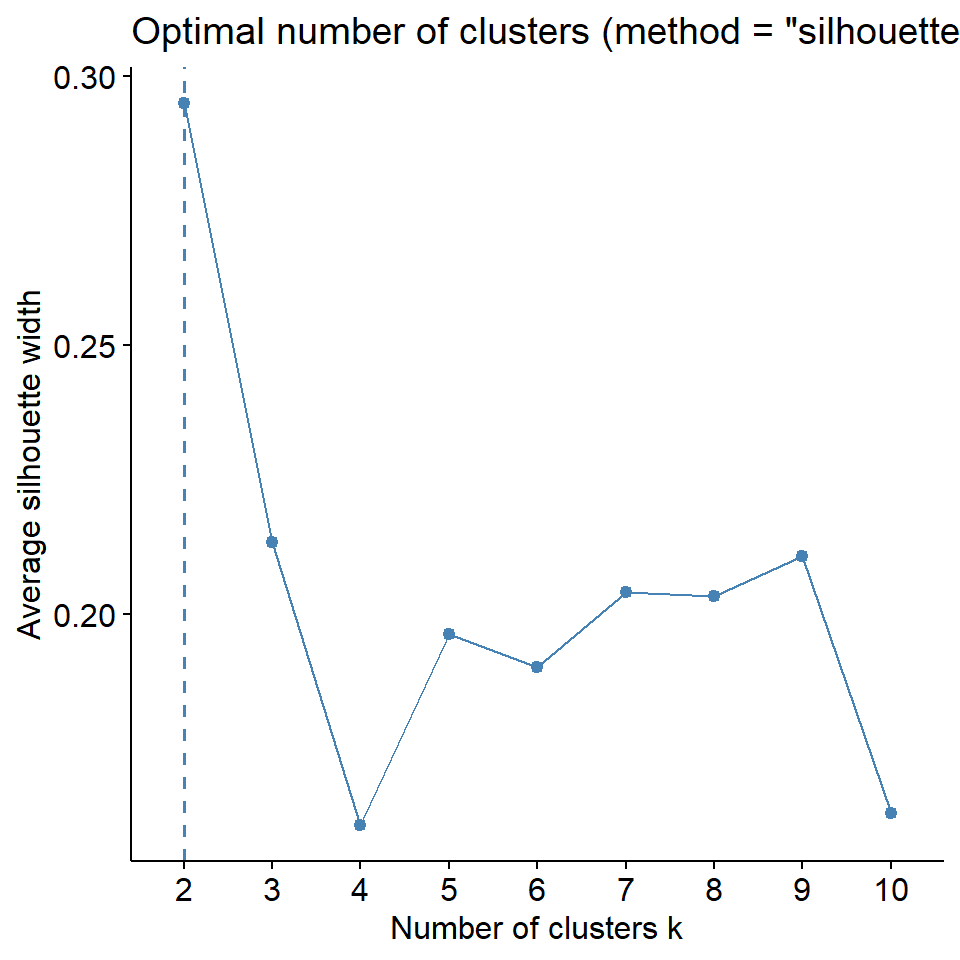 Optimal number of clusters (method = "silhouette
0.30
0.25
0.20
Average silhouette width
2 3 4 5 6 7 8 9 10
Number of clusters k